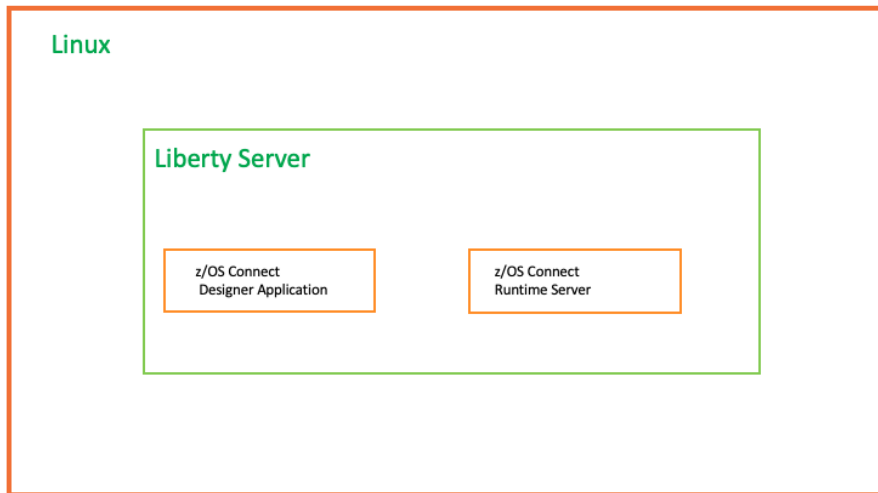 Linux
Liberty Server
z/OS Connect
Designer Application
z/OS Connect
Runtime Server